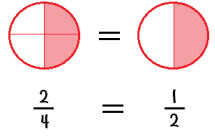 =
2/4 = 1/2